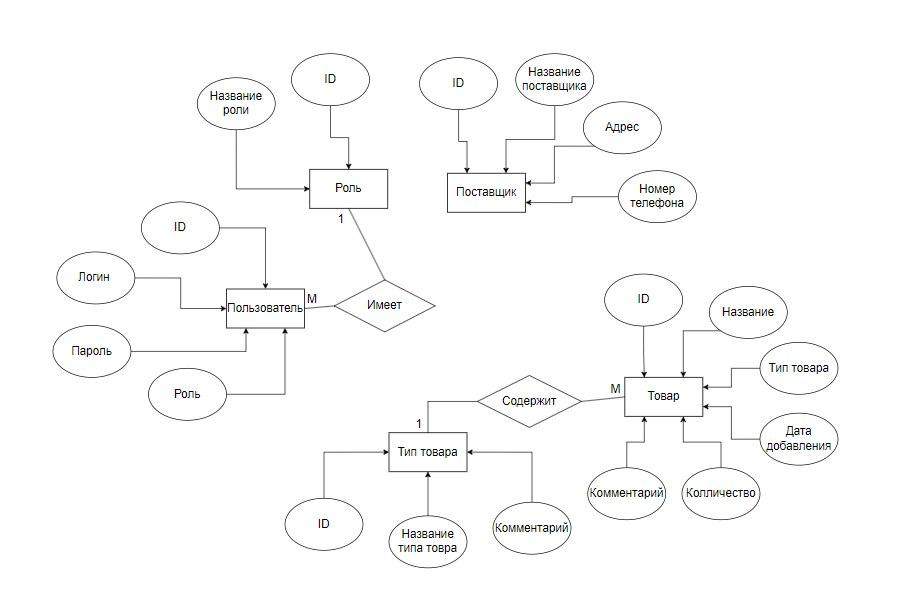 ID
Название
роли
Роль
1
ID
Название
поставщика
Адрес
Поставщик
Номер
телефона
ID
Логин
Пользователь
M
Имеет
Пароль
Роль
ID
Название
Тип товара
Товар
M
Дата
добавления
Комментарий
Колличество
Содержит
1
Тип товара
ID
Название
типа товра
Комментарий